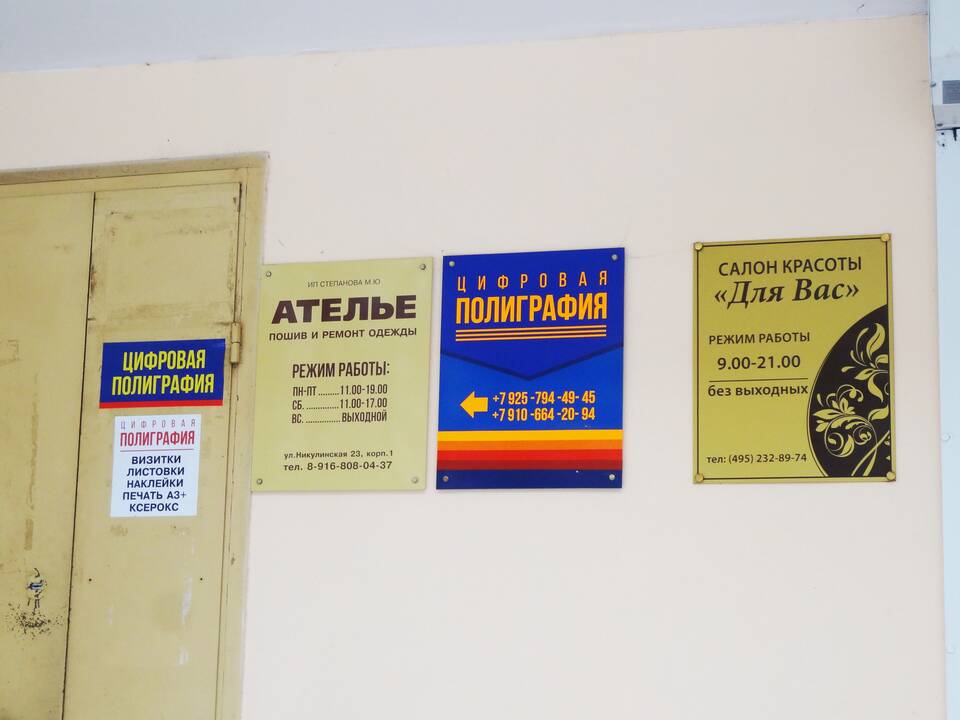 ЦИФРОВАЯ
ПОЛИГРАФИЯ
ЦИФРОВАЯ
ПОЛИГРАФИЯ
ВИЗИТКИ
ЛИСТОВКИ
НАКЛЕЙКИ
ПЕЧАТЬ А3+
КСЕРОКС
ИП СТЕПАНОВА М.Ю
АТЕЛЬЕ
ПОШИВ И РЕМОНТ ОДЕЖДЫ
РЕЖИМ РАБОТЫ:
ПН-ПТ.........11.00-19.00
СБ. ..............11.00-17.00
ВС. ...............ВЫХОДНОЙ
ул.Никулинская 23, корп.1
тел. 8-916-808-04-37
ЦИФРОВАЯ
ПОЛИГРАФИЯ
+7 925 -794 -49- 45
+7 910 -664 -20- 94
САЛОН КРАСОТЫ
«Для Вас»
РЕЖИМ РАБОТЫ
9.00-21.00
без выходных
тел: (495) 232-89-74